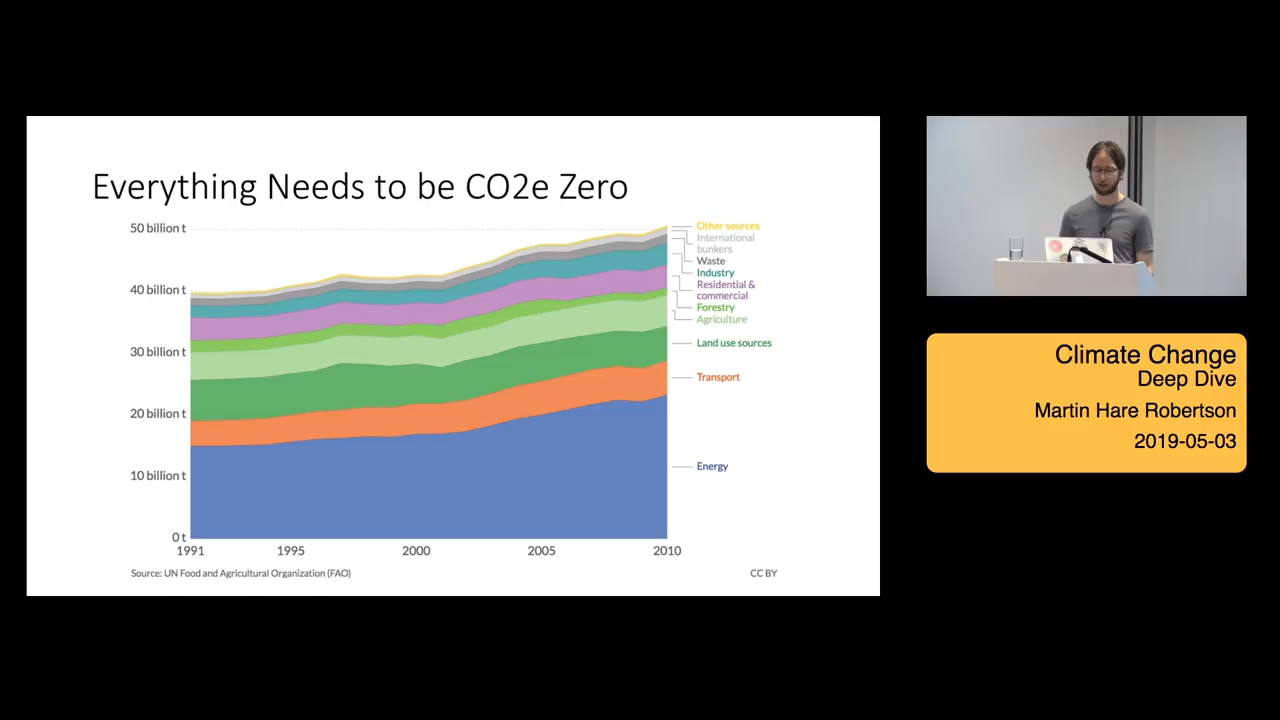 Everything Needs to be CO2e Zero
50 billion t
40 billion t
30 billion t
20 billion t
10 billion t
0 t
1991
1995
2000
2005
2010
Other sources
International
bunkers
Waste
Industry
Residential &
commercial
Forestry
Agriculture
Land use sources
Transport
Energy
Source: UN Food and Agricultural Organization (FAO)
CC BY
Climate Change
Deep Dive
Martin Hare Robertson
2019-05-03